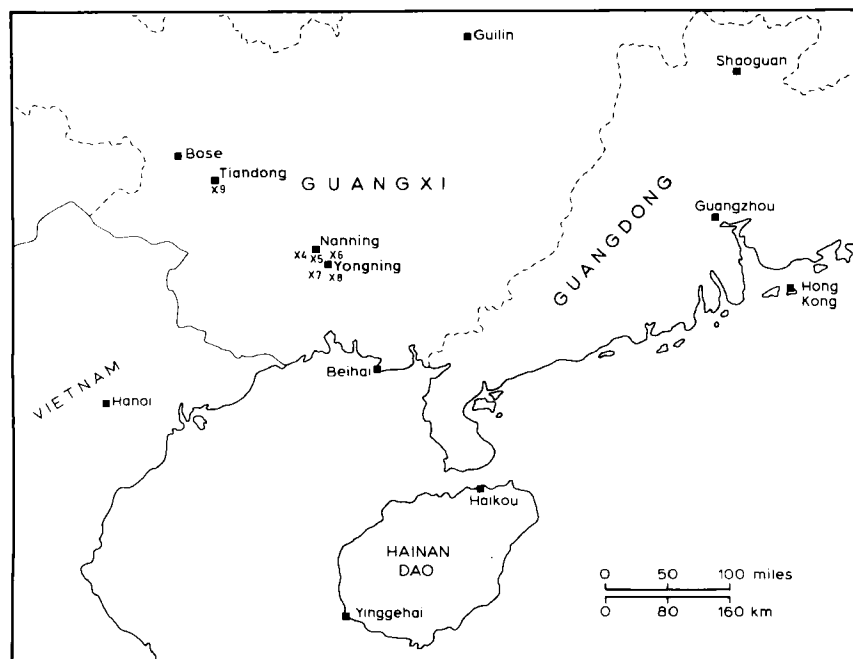 Guilin
Shaoguan
Bose
Tiandong
x9
GUANGXI
GUANGDONG
Guangzhou
Nanning
x4 x5 x6
Yongning
x7 x8
Hong
Kong
Beihai
VIETNAM
Hanoi
Haikou
HAINAN
DAO
Yinggehai
0 50 100 miles
0 80 160 km